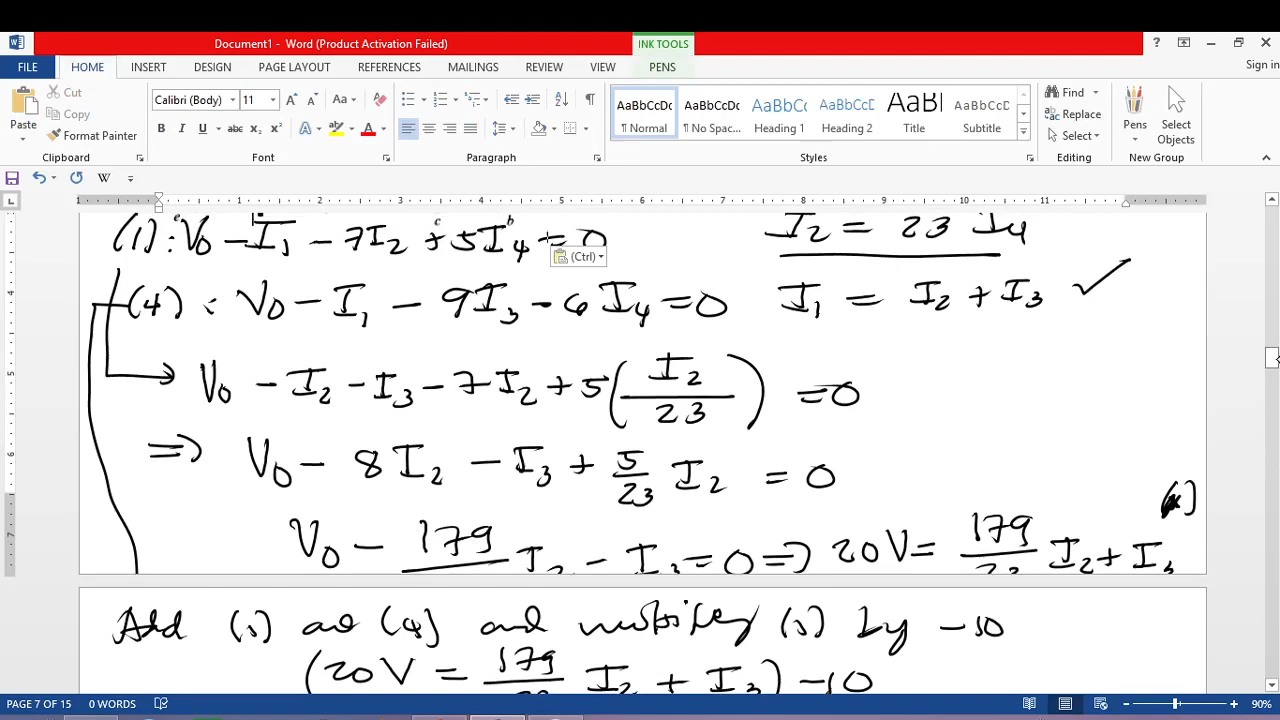 Document1 - Word (Product Activation Failed)
INK TOOLS
FILE HOME INSERT DESIGN PAGE LAYOUT REFERENCES MAILINGS REVIEW VIEW PENS Sign in
Paste Cut Copy Format Painter
Calibri (Body) 11
AaBbCcDc AaBbCcDc AaBbCc AaBbCcD AaBl AaBbCcDc
¶ Normal ¶ No Spac... Heading Heading 2 Title Subtitle
Find Replace Select
Pens Select Objects
Clipboard Font Paragraph Styles Editing New Group
(1) : V0 - I1 - 7I2 + 5I4 = 0 I2 = 23 I4
(Ctrl)
(4) : V0 - I1 - 9I3 - 6I4 = 0 I1 = I2 + I3 ✓
V0 - I2 - I3 - 7I2 + 5(I2/23) = 0
=> V0 - 8I2 - I3 + 5/23 I2 = 0
V0 - 179 I2 - I3 = 0 => 20V = 179/23 I2 + I3
Add (3) and (4) and multiply (3) by -10
(20V = 179 I2 + I3) -10
PAGE 7 OF 15 0 WORDS 90%